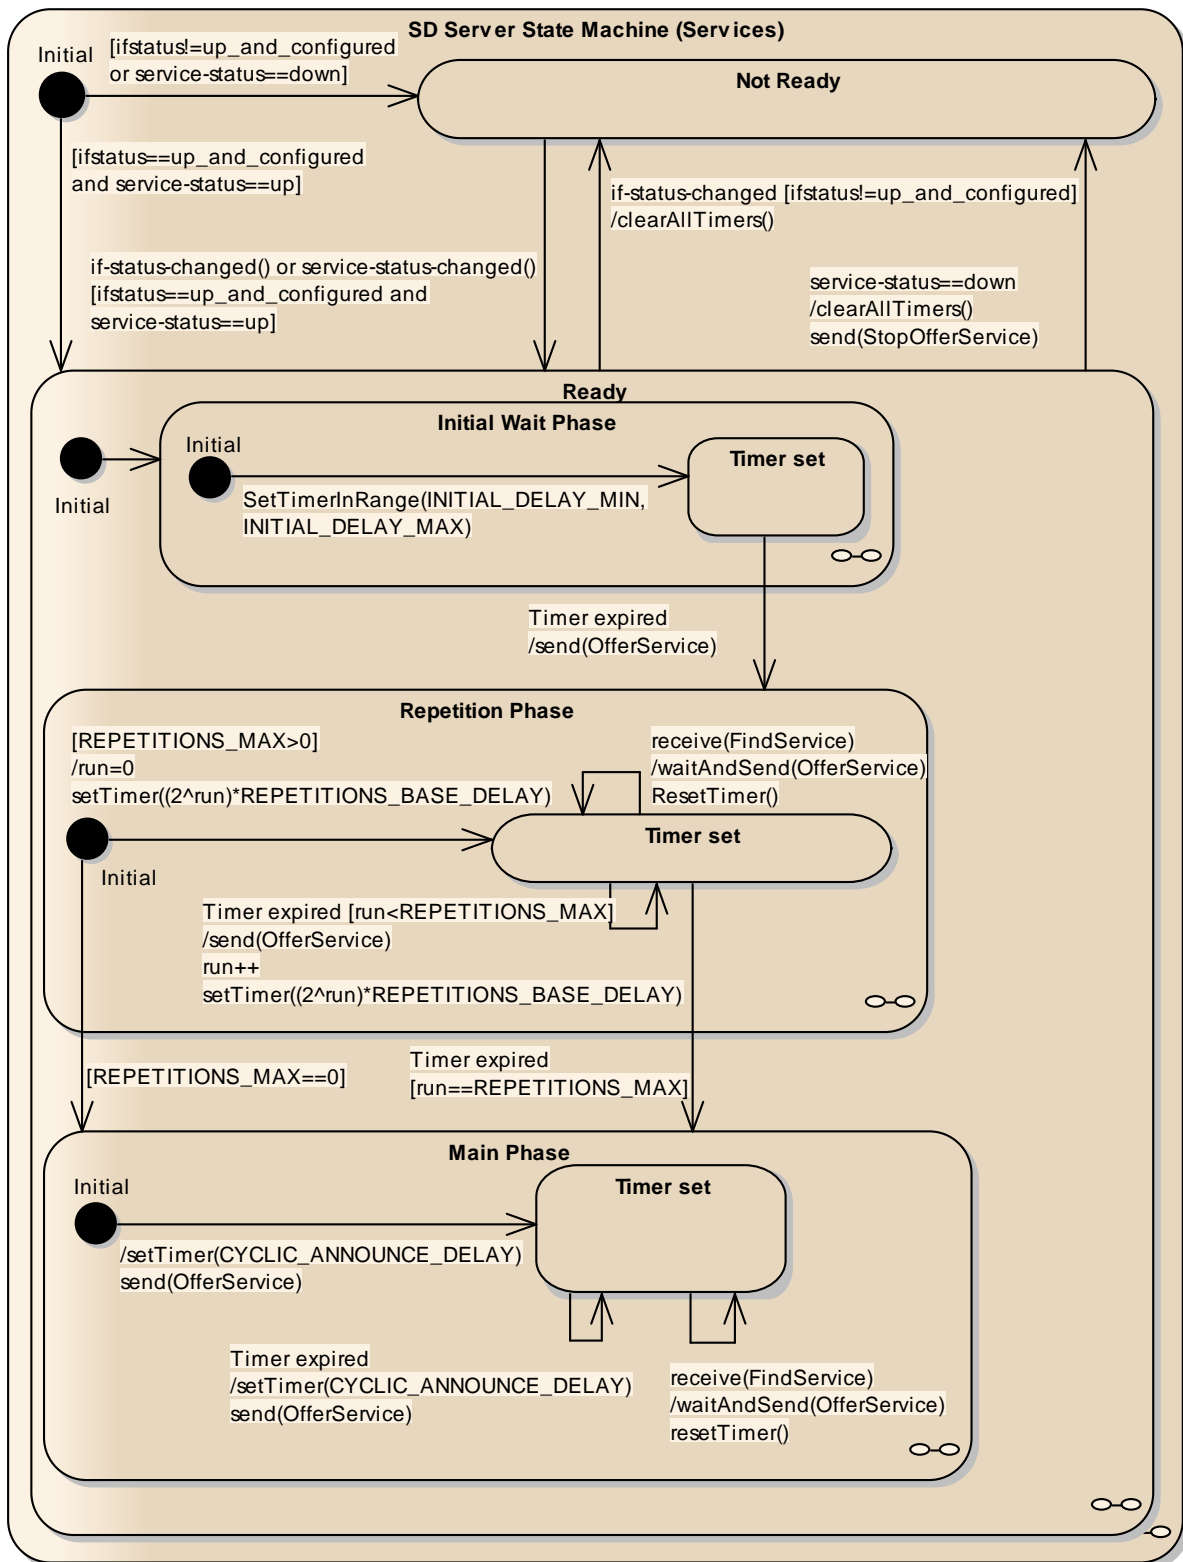 SD Server State Machine (Services)
Initial
[ifstatus!=up_and_configured
or service-status==down]
Not Ready
[ifstatus==up_and_configured
and service-status==up]
if-status-changed [ifstatus!=up_and_configured]
/clearAllTimers()
if-status-changed() or service-status-changed()
[ifstatus==up_and_configured and
service-status==up]
service-status==down
/clearAllTimers()
send(StopOfferService)
Ready
Initial
Initial Wait Phase
Initial
Timer set
SetTimerInRange(INITIAL_DELAY_MIN,
INITIAL_DELAY_MAX)
Timer expired
/send(OfferService)
Repetition Phase
[REPETITIONS_MAX>0]
/run=0
setTimer((2^run)*REPETITIONS_BASE_DELAY)
receive(FindService)
/waitAndSend(OfferService)
ResetTimer()
Initial
Timer set
Timer expired [run<REPETITIONS_MAX]
/send(OfferService)
run++
setTimer((2^run)*REPETITIONS_BASE_DELAY)
[REPETITIONS_MAX==0]
Timer expired
[run==REPETITIONS_MAX]
Main Phase
Initial
Timer set
/setTimer(CYCLIC_ANNOUNCE_DELAY)
send(OfferService)
Timer expired
/setTimer(CYCLIC_ANNOUNCE_DELAY)
send(OfferService)
receive(FindService)
/waitAndSend(OfferService)
resetTimer()